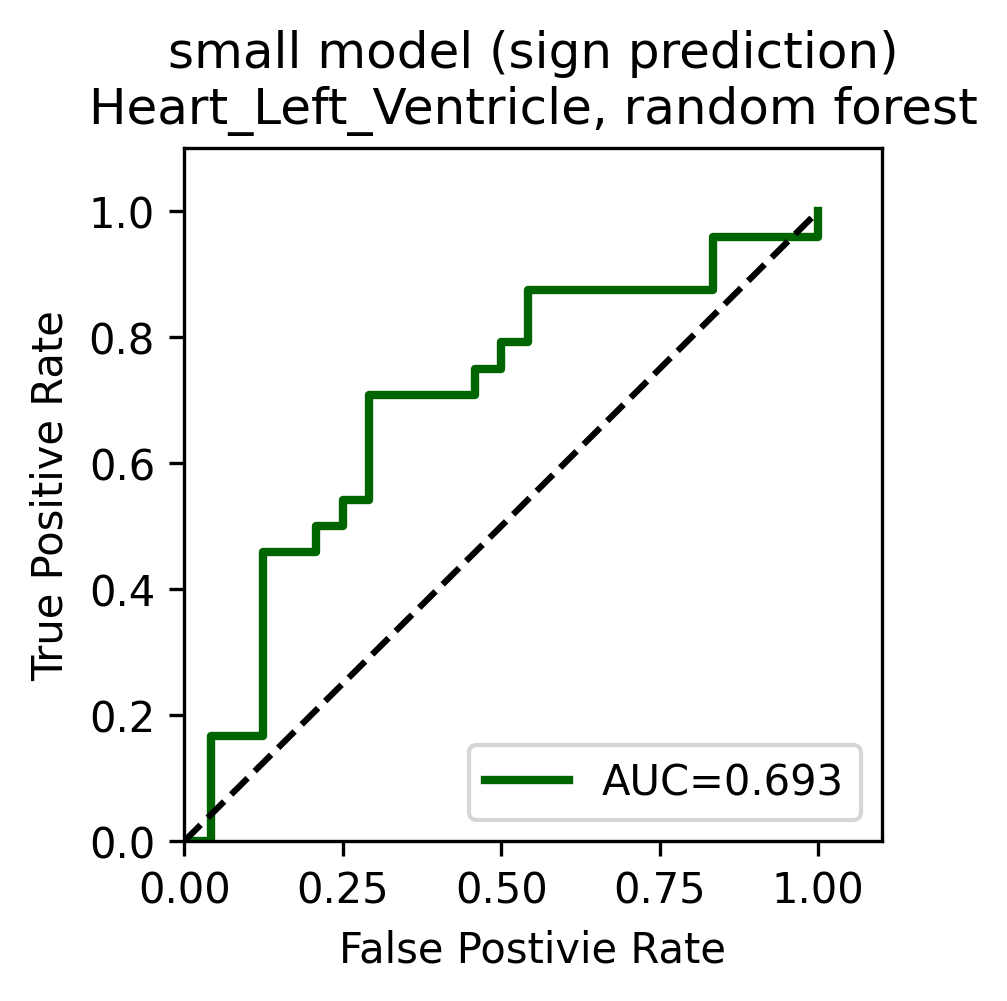 small model (sign prediction)
Heart_Left_Ventricle, random forest
True Positive Rate
1.0
0.8
0.6
0.4
0.2
0.0
AUC=0.693
0.00 0.25 0.50 0.75 1.00
False Postivie Rate